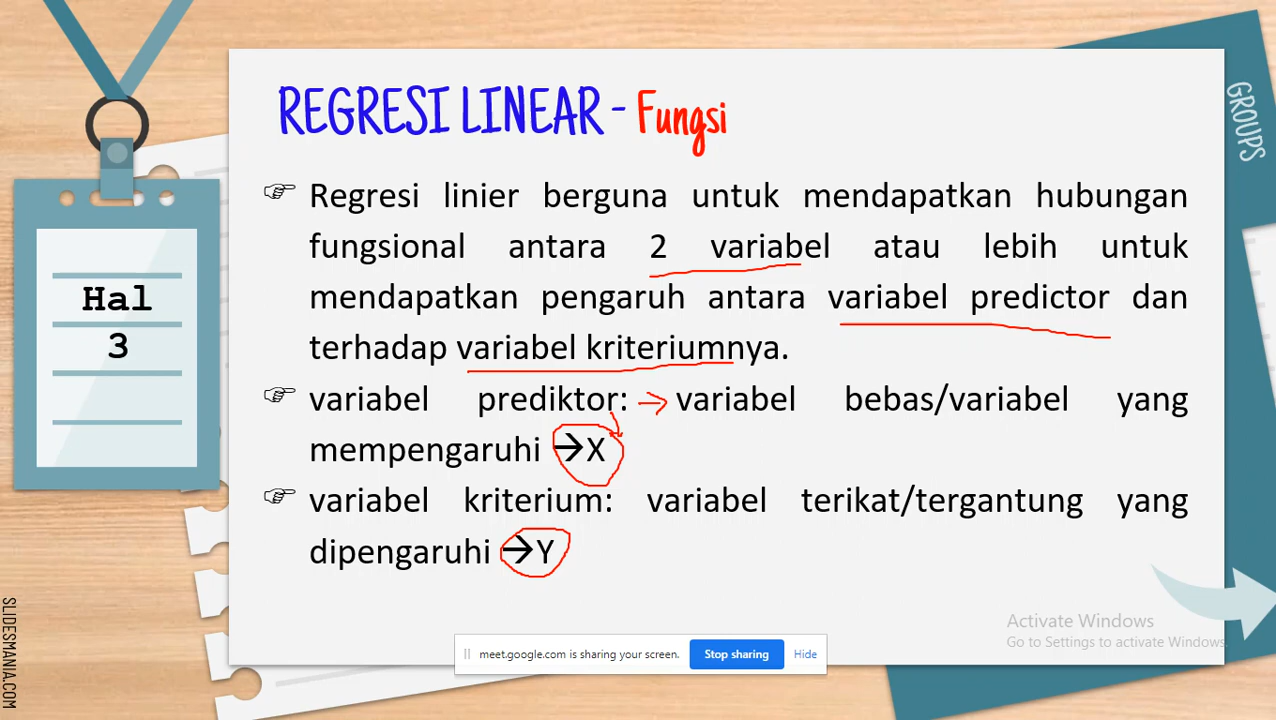 REGRESI LINEAR - Fungsi
GROUPS
Regresi linier berguna untuk mendapatkan hubungan
fungsional antara 2 variabel atau lebih untuk
mendapatkan pengaruh antara variabel predictor dan
terhadap variabel kriteriumnya.
variabel prediktor: → variabel bebas/variabel yang
mempengaruhi →X
variabel kriterium: variabel terikat/tergantung yang
dipengaruhi →Y
Hal
3
Activate Windows
Go to Settings to activate Windows.
meet.google.com is sharing your screen. Stop sharing Hide
SLIDESMANIA.COM